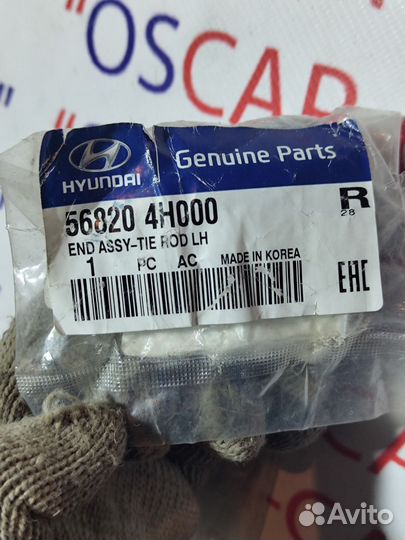 "OSCAR
HYUNDAI
Genuine Parts
56820 4H000
R
28
END ASSY-TIE ROD LH
1 PC AC MADE IN KOREA
EAC
Avito